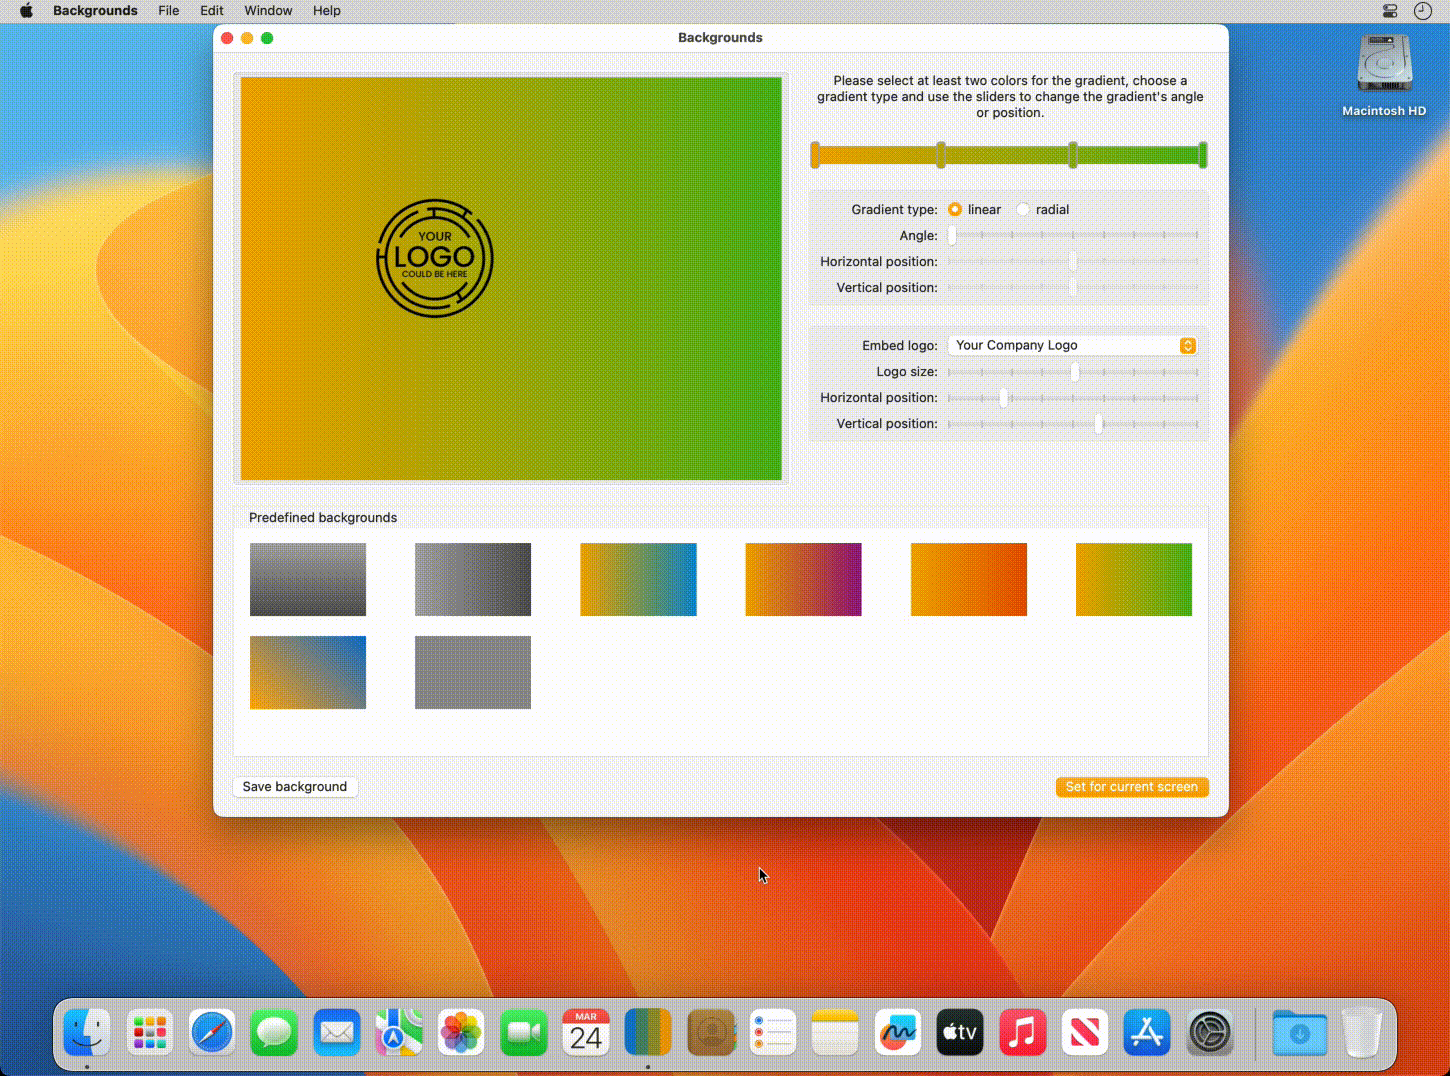 Backgrounds File Edit Window Help
Backgrounds
Macintosh HD
Please select at least two colors for the gradient, choose a
gradient type and use the sliders to change the gradient's angle
or position.
Gradient type: linear radial
Angle:
Horizontal position:
Vertical position:
YOUR
LOGO
COULD BE HERE
Embed logo: Your Company Logo
Logo size:
Horizontal position:
Vertical position:
Predefined backgrounds
Save background
Set for current screen
MAR
24
tv